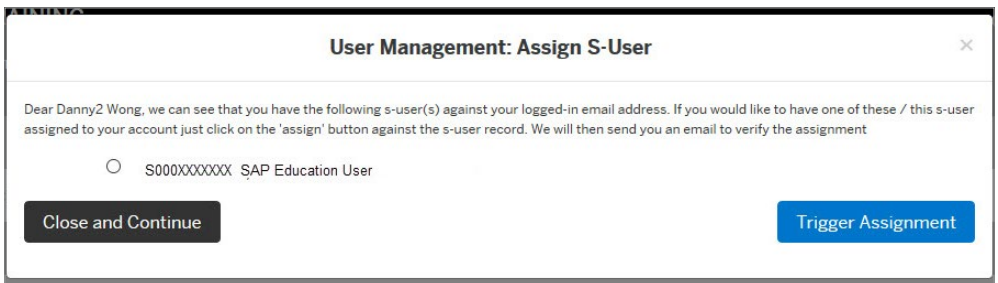 User Management: Assign S-User
×
Dear Danny2 Wong, we can see that you have the following s-user(s) against your logged-in email address. If you would like to have one of these / this s-user
assigned to your account just click on the 'assign' button against the s-user record. We will then send you an email to verify the assignment
S000XXXXXXX SAP Education User
Close and Continue
Trigger Assignment